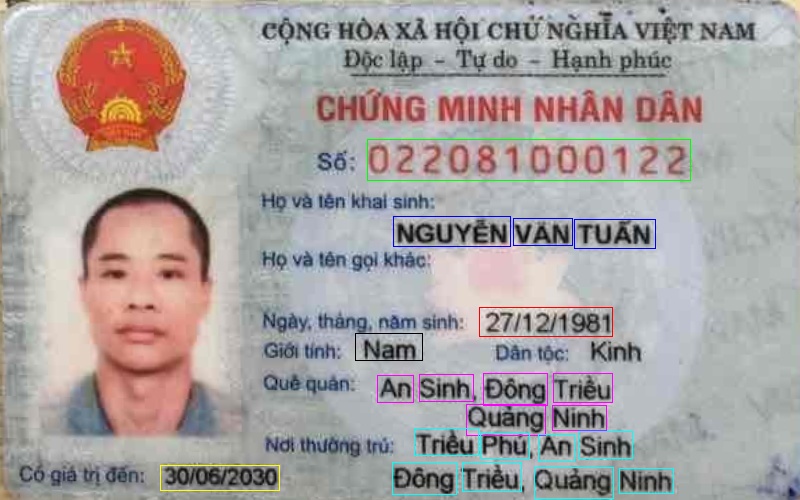 CỘNG HÒA XÃ HỘI CHỦ NGHĨA VIỆT NAM
Độc lập - Tự do - Hạnh phúc
CHỨNG MINH NHÂN DÂN
Số: 022081000122
Họ và tên khai sinh:
NGUYỄN VĂN TUẤN
Họ và tên gọi khác:
Ngày, tháng, năm sinh: 27/12/1981
Giới tính: Nam Dân tộc: Kinh
Quê quán: An Sinh, Đông Triều
Quảng Ninh
Nơi thường trú: Triều Phú, An Sinh
Có giá trị đến: 30/06/2030 Đông Triều, Quảng Ninh